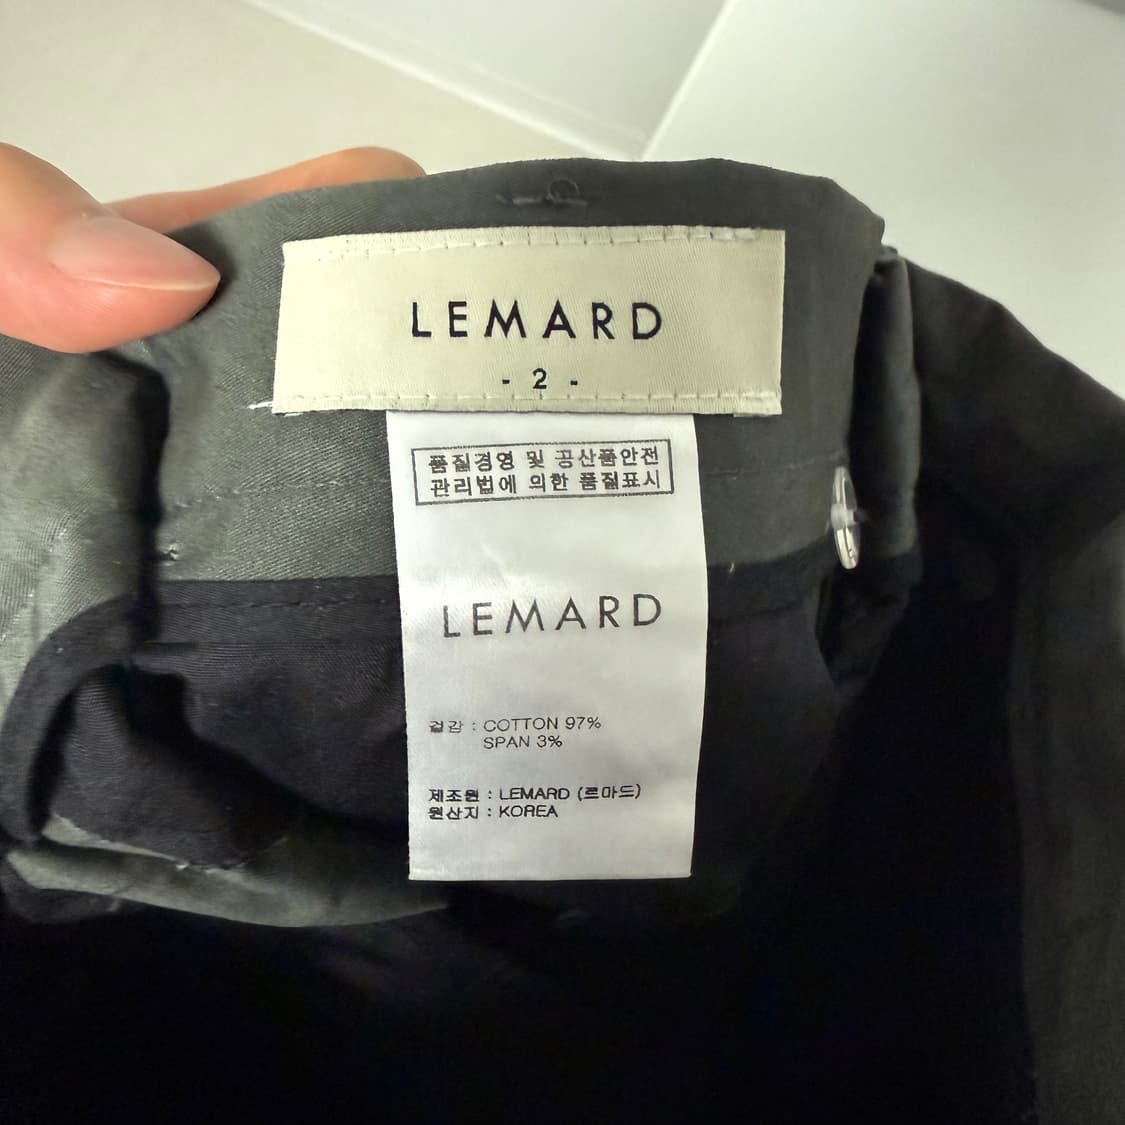 LEMARD
- 2 -
품질경영 및 공산품안전
관리법에 의한 품질표시
LEMARD
겉감 : COTTON 97%
SPAN 3%
제조원 : LEMARD (르마드)
원산지 : KOREA